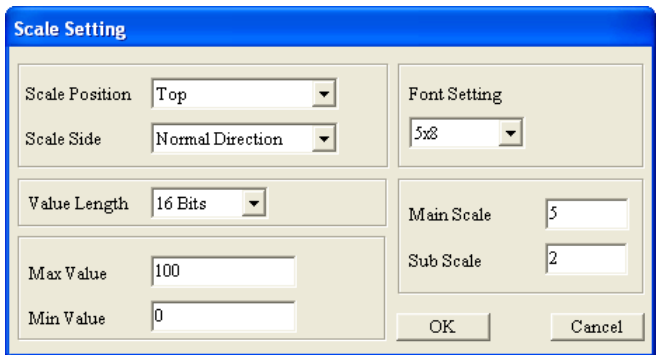 Scale Setting
Scale Position Top
Scale Side Normal Direction
Font Setting
5x8
Value Length 16 Bits
Main Scale 5
Sub Scale 2
Max Value 100
Min Value 0
OK Cancel